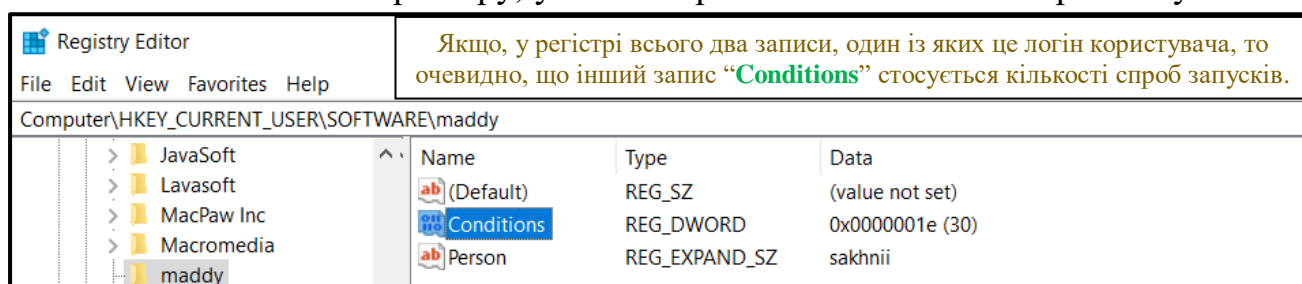 Registry Editor
Якщо, у регістрі всього два записи, один із яких це логін користувача, то
очевидно, що інший запис “Conditions” стосується кількості спроб запусків.
File Edit View Favorites Help
Computer\HKEY_CURRENT_USER\SOFTWARE\maddy
JavaSoft
Lavasoft
MacPaw Inc
Macromedia
maddy
Name Type Data
(Default) REG_SZ (value not set)
Conditions REG_DWORD 0x0000001e (30)
Person REG_EXPAND_SZ sakhnii